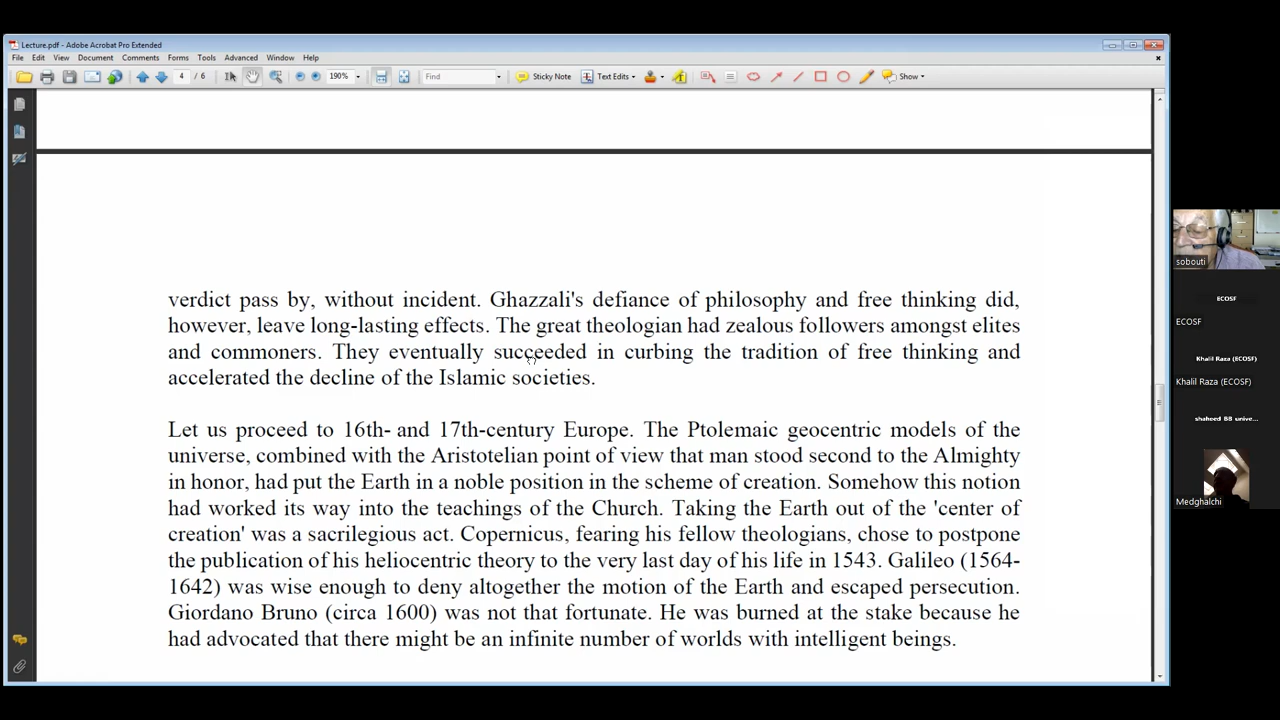 Lecture.pdf - Adobe Acrobat Pro Extended
File Edit View Document Comments Forms Tools Advanced Window Help
4 / 6 190% Find Sticky Note Text Edits Show
verdict pass by, without incident. Ghazzali's defiance of philosophy and free thinking did,
however, leave long-lasting effects. The great theologian had zealous followers amongst elites
and commoners. They eventually succeeded in curbing the tradition of free thinking and
accelerated the decline of the Islamic societies.
Let us proceed to 16th- and 17th-century Europe. The Ptolemaic geocentric models of the
universe, combined with the Aristotelian point of view that man stood second to the Almighty
in honor, had put the Earth in a noble position in the scheme of creation. Somehow this notion
had worked its way into the teachings of the Church. Taking the Earth out of the 'center of
creation' was a sacrilegious act. Copernicus, fearing his fellow theologians, chose to postpone
the publication of his heliocentric theory to the very last day of his life in 1543. Galileo (1564-
1642) was wise enough to deny altogether the motion of the Earth and escaped persecution.
Giordano Bruno (circa 1600) was not that fortunate. He was burned at the stake because he
had advocated that there might be an infinite number of worlds with intelligent beings.
sobouti
ECOSF
ECOSF
Khalil Raza (ECOSF)
Khalil Raza (ECOSF)
shaheed BB unive...
Medghalchi